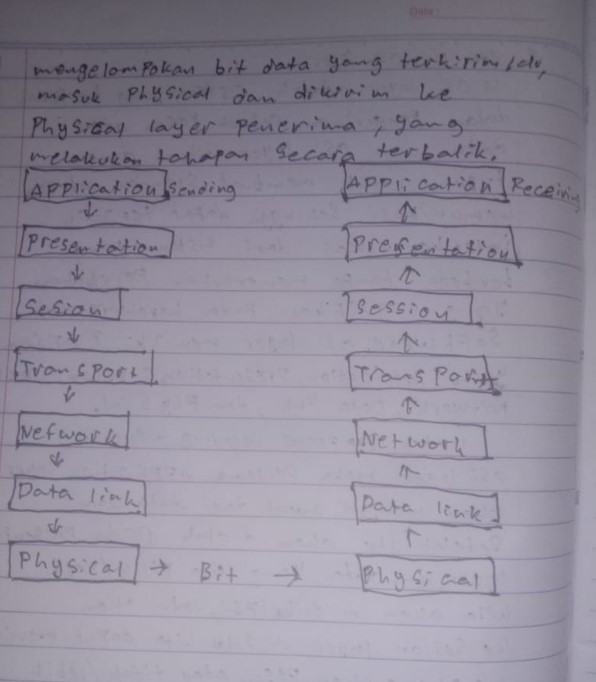 Date:
mengelompokan bit data yang terkirim,
masuk Physical dan dikirim ke
Physical layer penerima, yang
melakukan tahapan secara terbalik.
Application Sending Application Receiving
↓ ↑
Presentation Presentation
↓ ↑
Sesion Session
↓ ↑
Transport Transport
↓ ↑
Network Network
↓ ↑
Data link Data link
↓ ↑
Physical → Bit → Physical